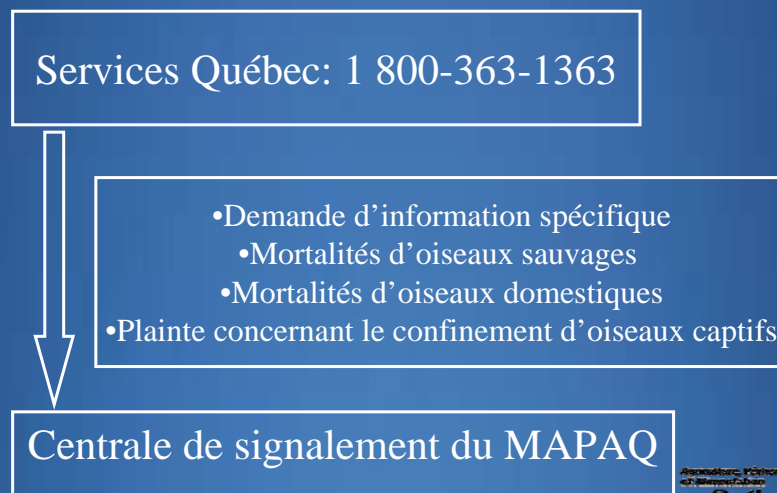 Services Québec: 1 800-363-1363
•Demande d’information spécifique
•Mortalités d’oiseaux sauvages
•Mortalités d’oiseaux domestiques
•Plainte concernant le confinement d’oiseaux captifs
Centrale de signalement du MAPAQ